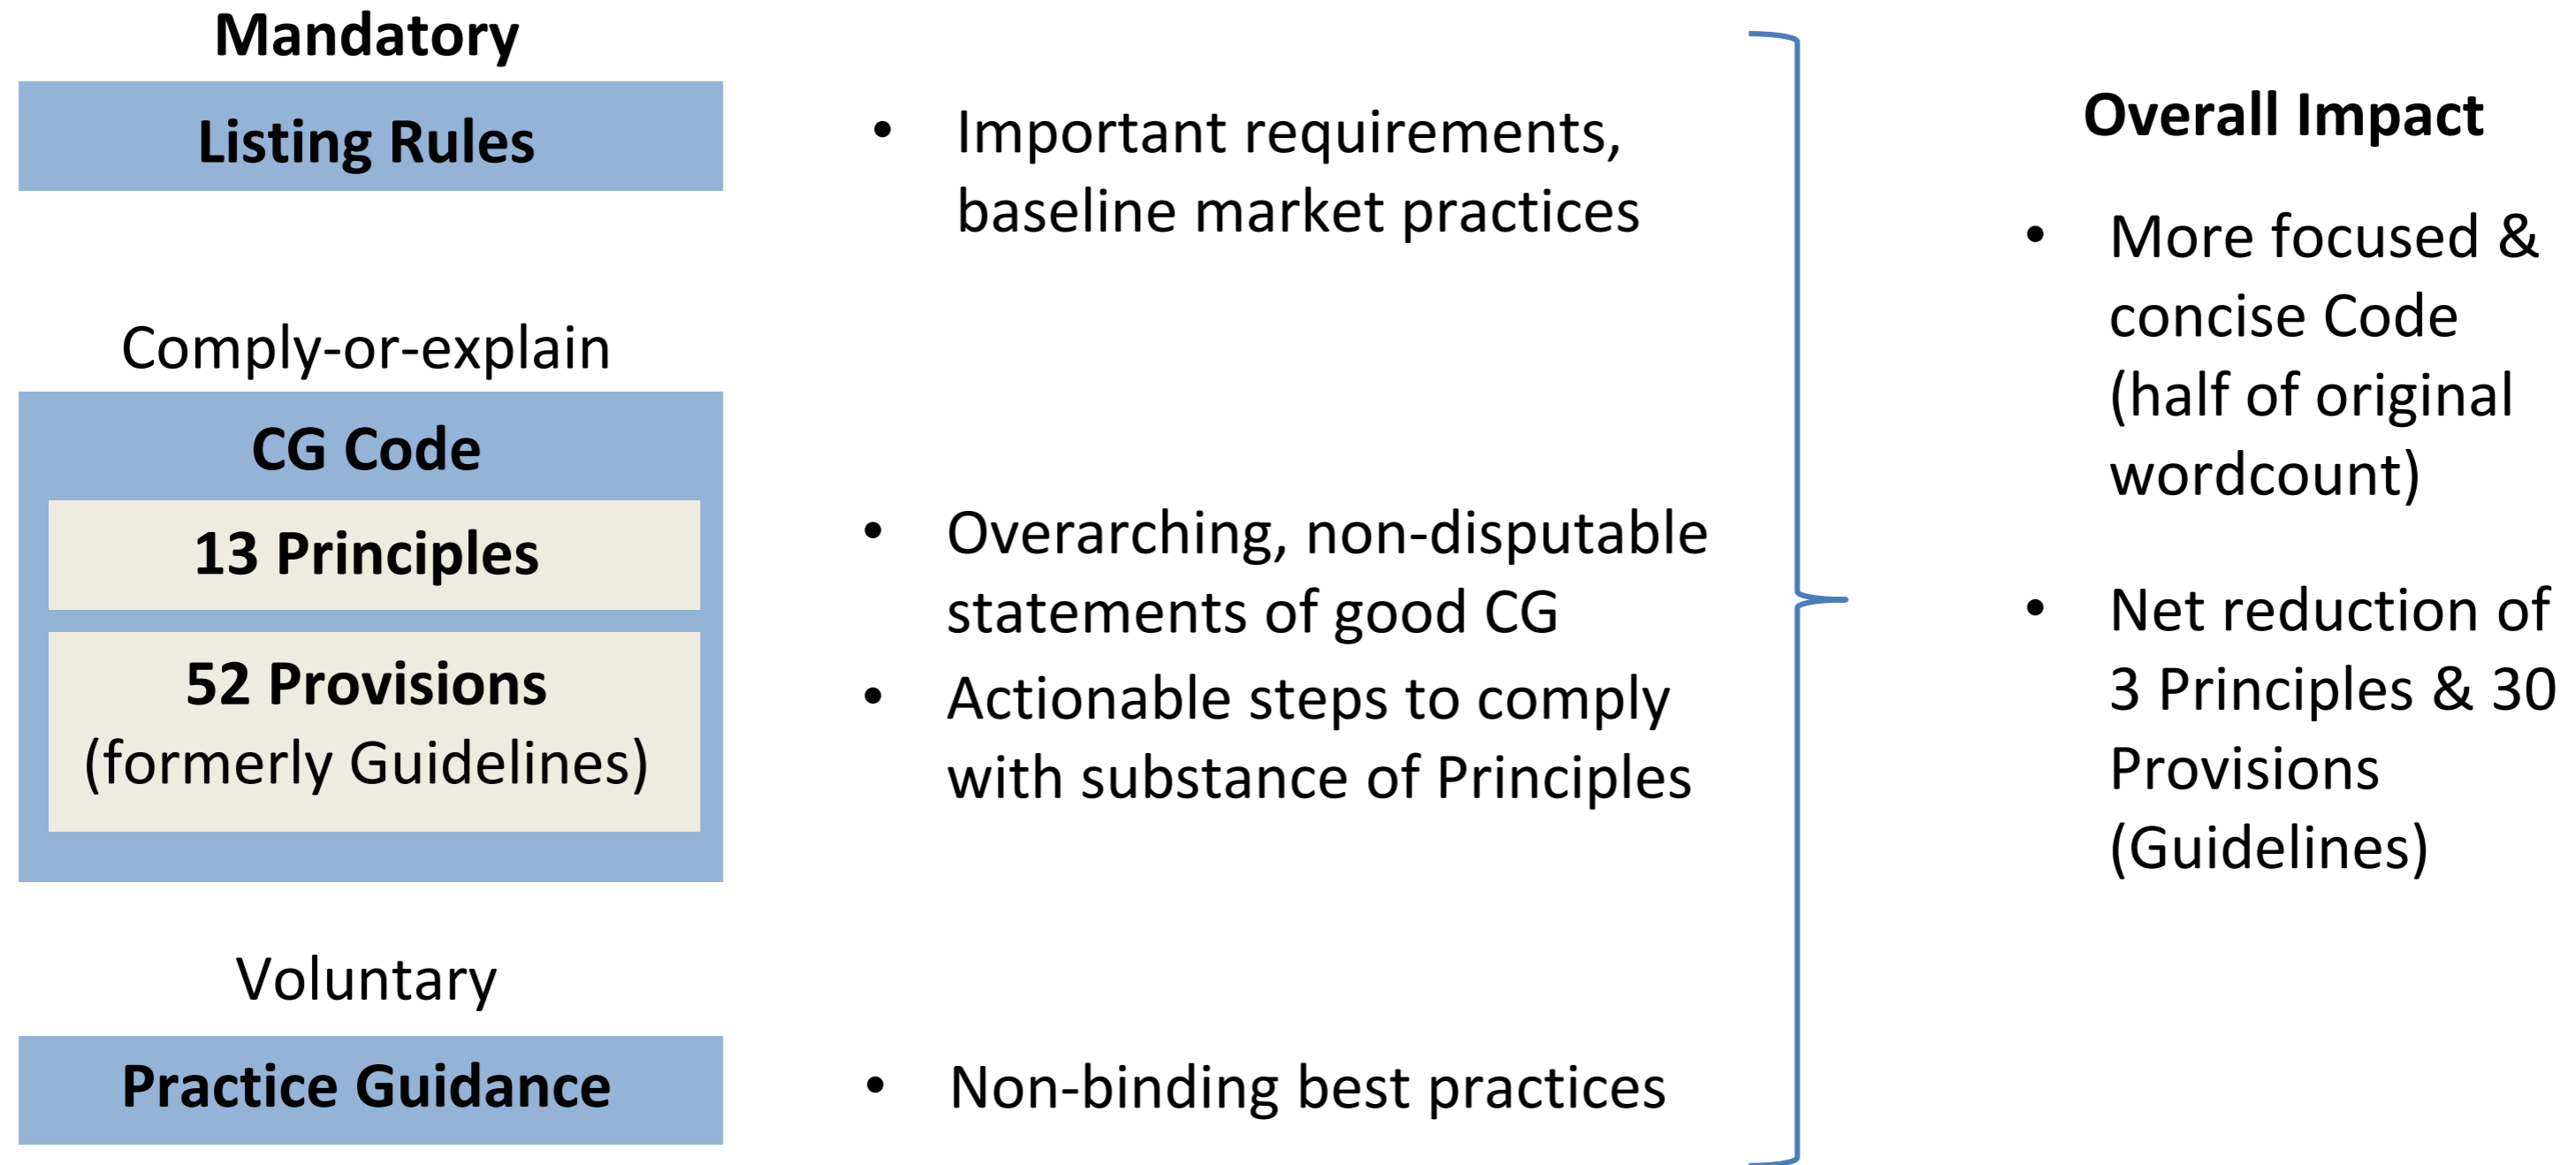 Mandatory
Listing Rules
• Important requirements,
baseline market practices
Comply-or-explain
CG Code
13 Principles
52 Provisions
(formerly Guidelines)
• Overarching, non-disputable
statements of good CG
• Actionable steps to comply
with substance of Principles
Voluntary
Practice Guidance
• Non-binding best practices
Overall Impact
• More focused &
concise Code
(half of original
wordcount)
• Net reduction of
3 Principles & 30
Provisions
(Guidelines)